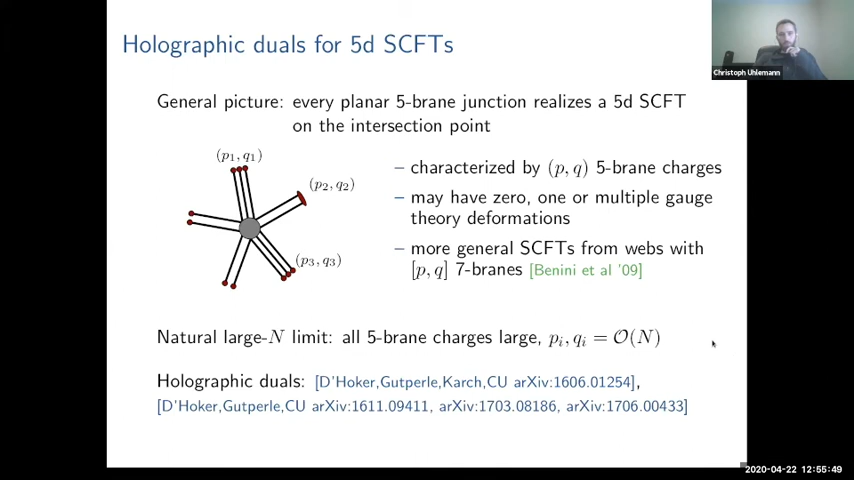 Holographic duals for 5d SCFTs
Christoph Uhlemann
General picture: every planar 5-brane junction realizes a 5d SCFT
on the intersection point
(p₁, q₁)
(p₂, q₂)
(p₃, q₃)
– characterized by (p, q) 5-brane charges
– may have zero, one or multiple gauge
theory deformations
– more general SCFTs from webs with
[p, q] 7-branes [Benini et al '09]
Natural large-N limit: all 5-brane charges large, pᵢ, qᵢ = 𝒪(N)
Holographic duals: [D'Hoker,Gutperle,Karch,CU arXiv:1606.01254],
[D'Hoker,Gutperle,CU arXiv:1611.09411, arXiv:1703.08186, arXiv:1706.00433]
2020-04-22 12:55:49